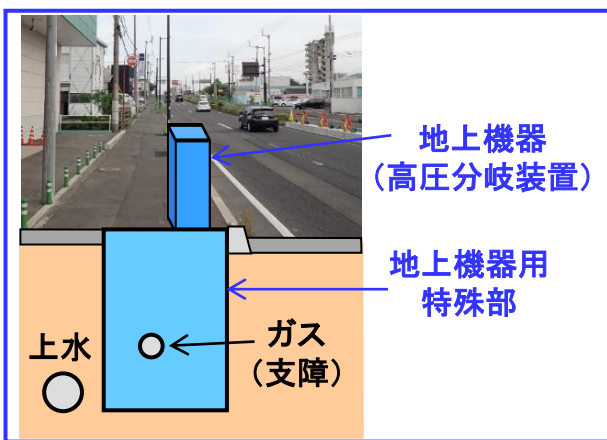 地上機器
（高圧分岐装置）
地上機器用
特殊部
上水
ガス
（支障）